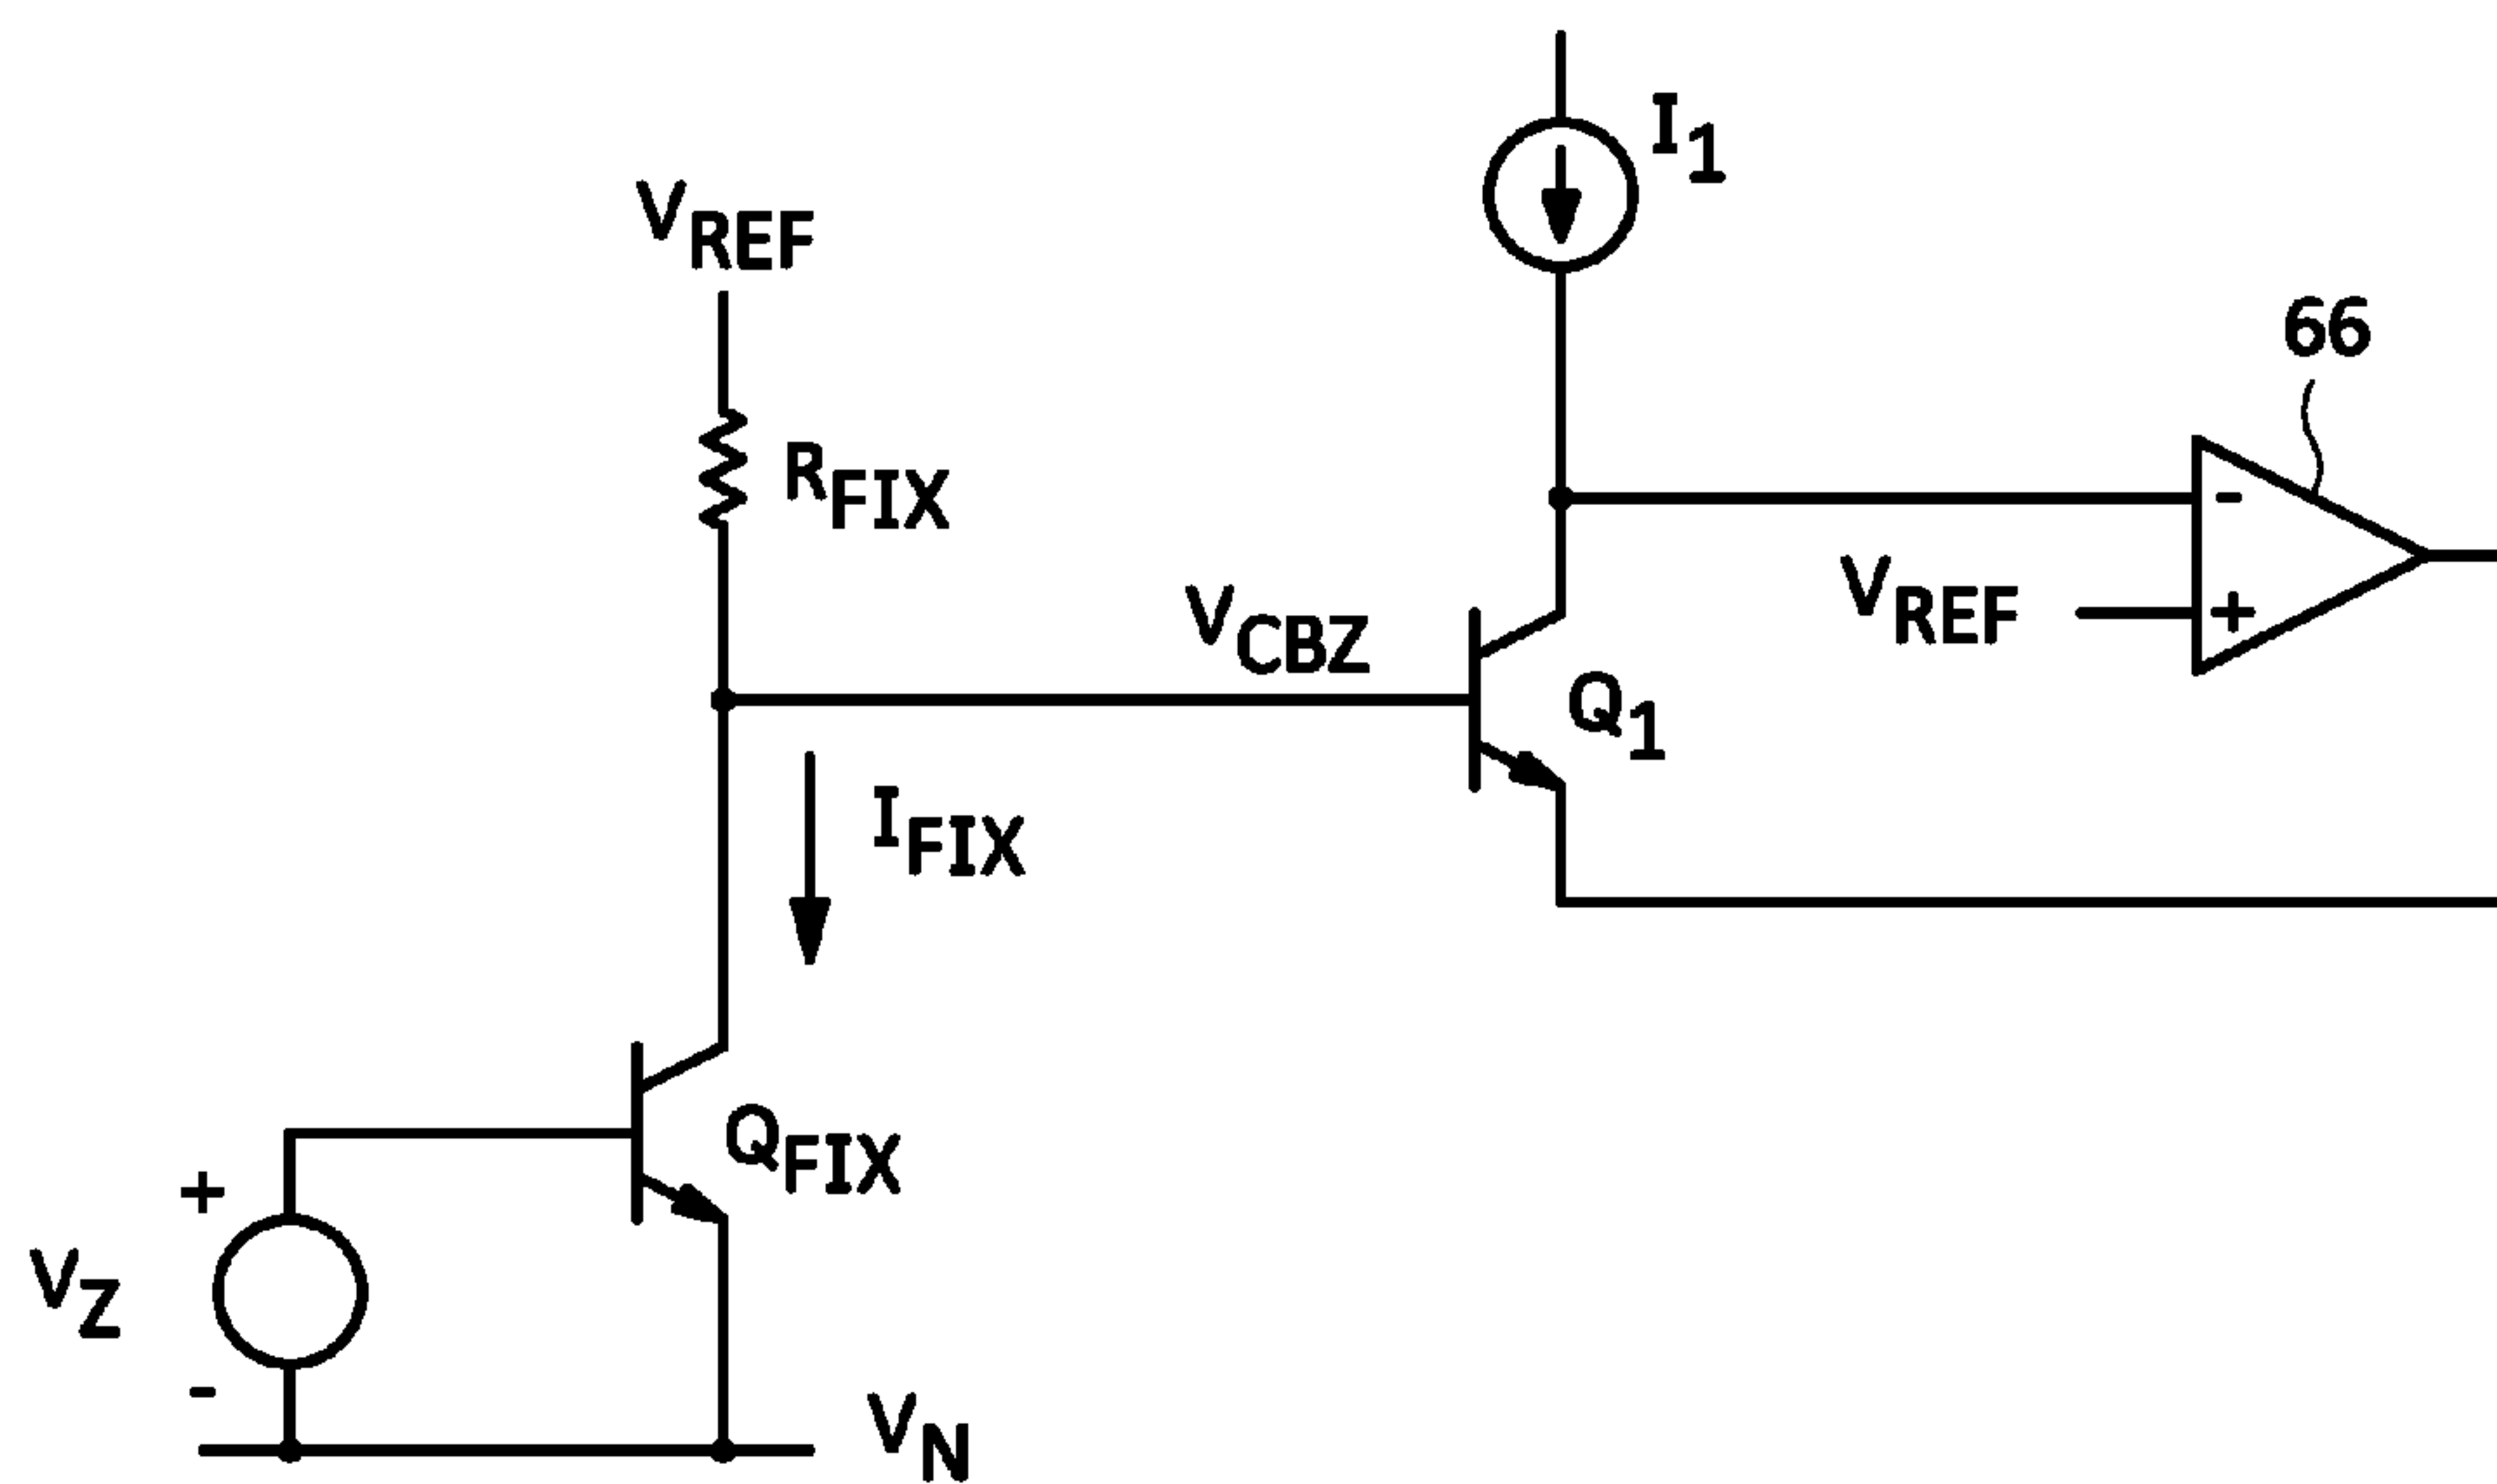 I1
VREF
66
RFIX
VREF
-
+
VCBZ
Q1
IFIX
QFIX
+
VZ
-
VN